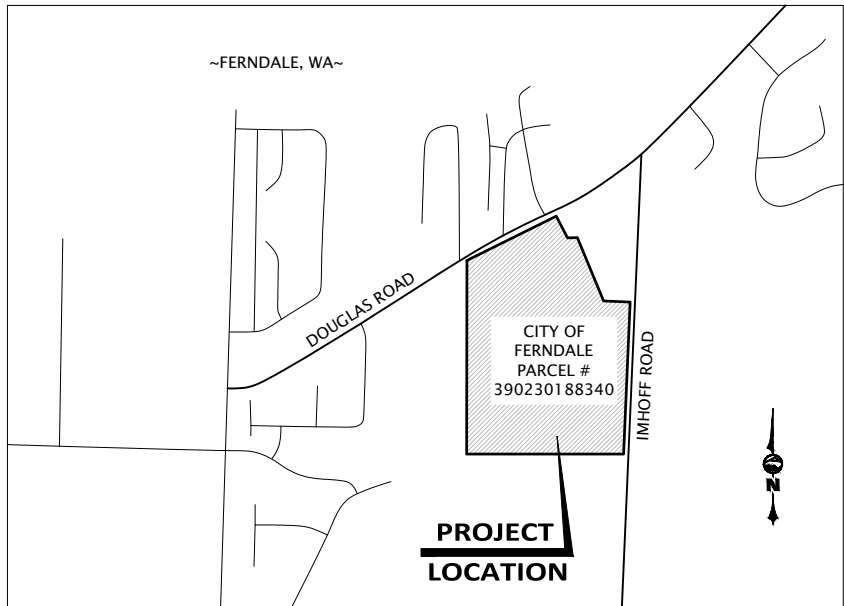 ~FERNDALE, WA~
DOUGLAS ROAD
CITY OF
FERNDALE
PARCEL #
390230188340
IMHOFF ROAD
N
PROJECT
LOCATION